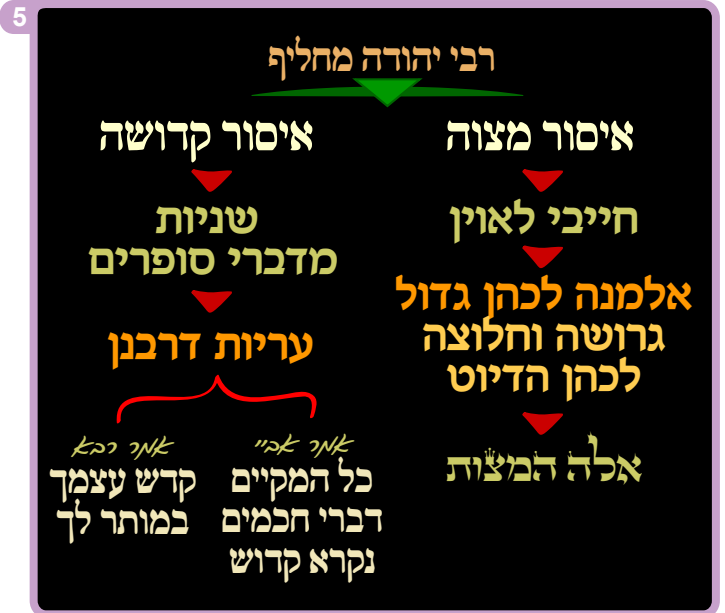 5
רבי יהודה מחליף
איסור מצוה
חייבי לאוין
אלמנה לכהן גדול
גרושה וחלוצה
לכהן הדיוט
אלה המצות
איסור קדושה
שניות
מדברי סופרים
עריות דרבנן
אמר אביי
כל המקיים
דברי חכמים
נקרא קדוש
אמר רבא
קדש עצמך
במותר לך